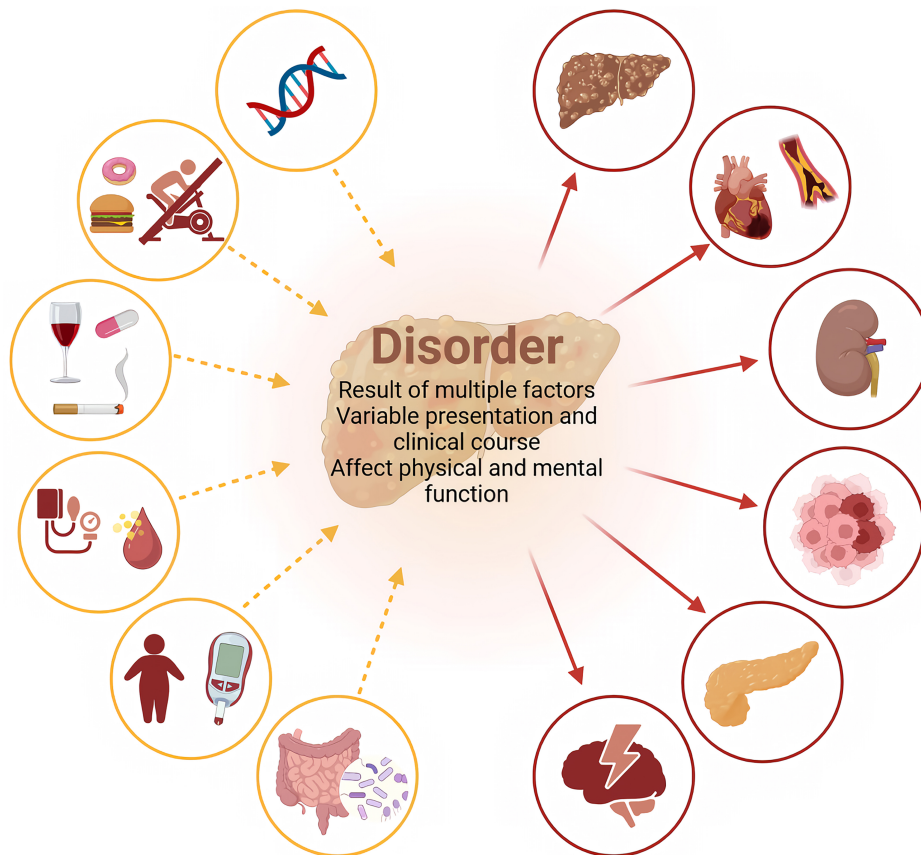 Disorder
Result of multiple factors
Variable presentation and
clinical course
Affect physical and mental
function